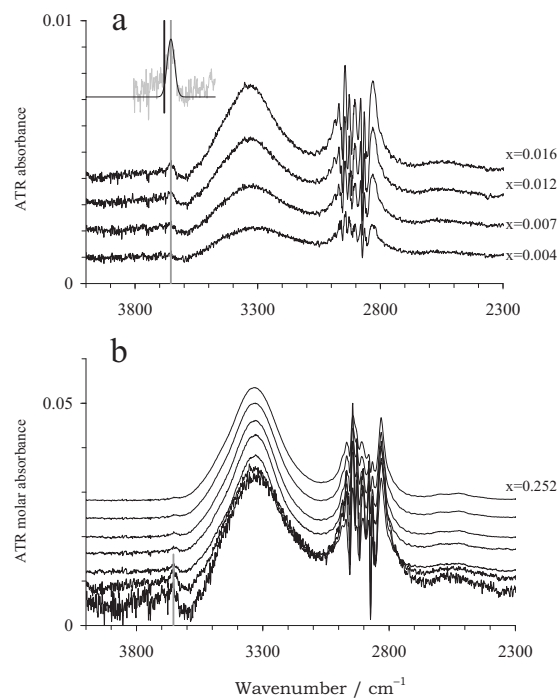 a
0.01
ATR absorbance
x=0.016
x=0.012
x=0.007
x=0.004
0
3800 3300 2800 2300
b
0.05
ATR molar absorbance
x=0.252
0
3800 3300 2800 2300
Wavenumber / cm⁻¹